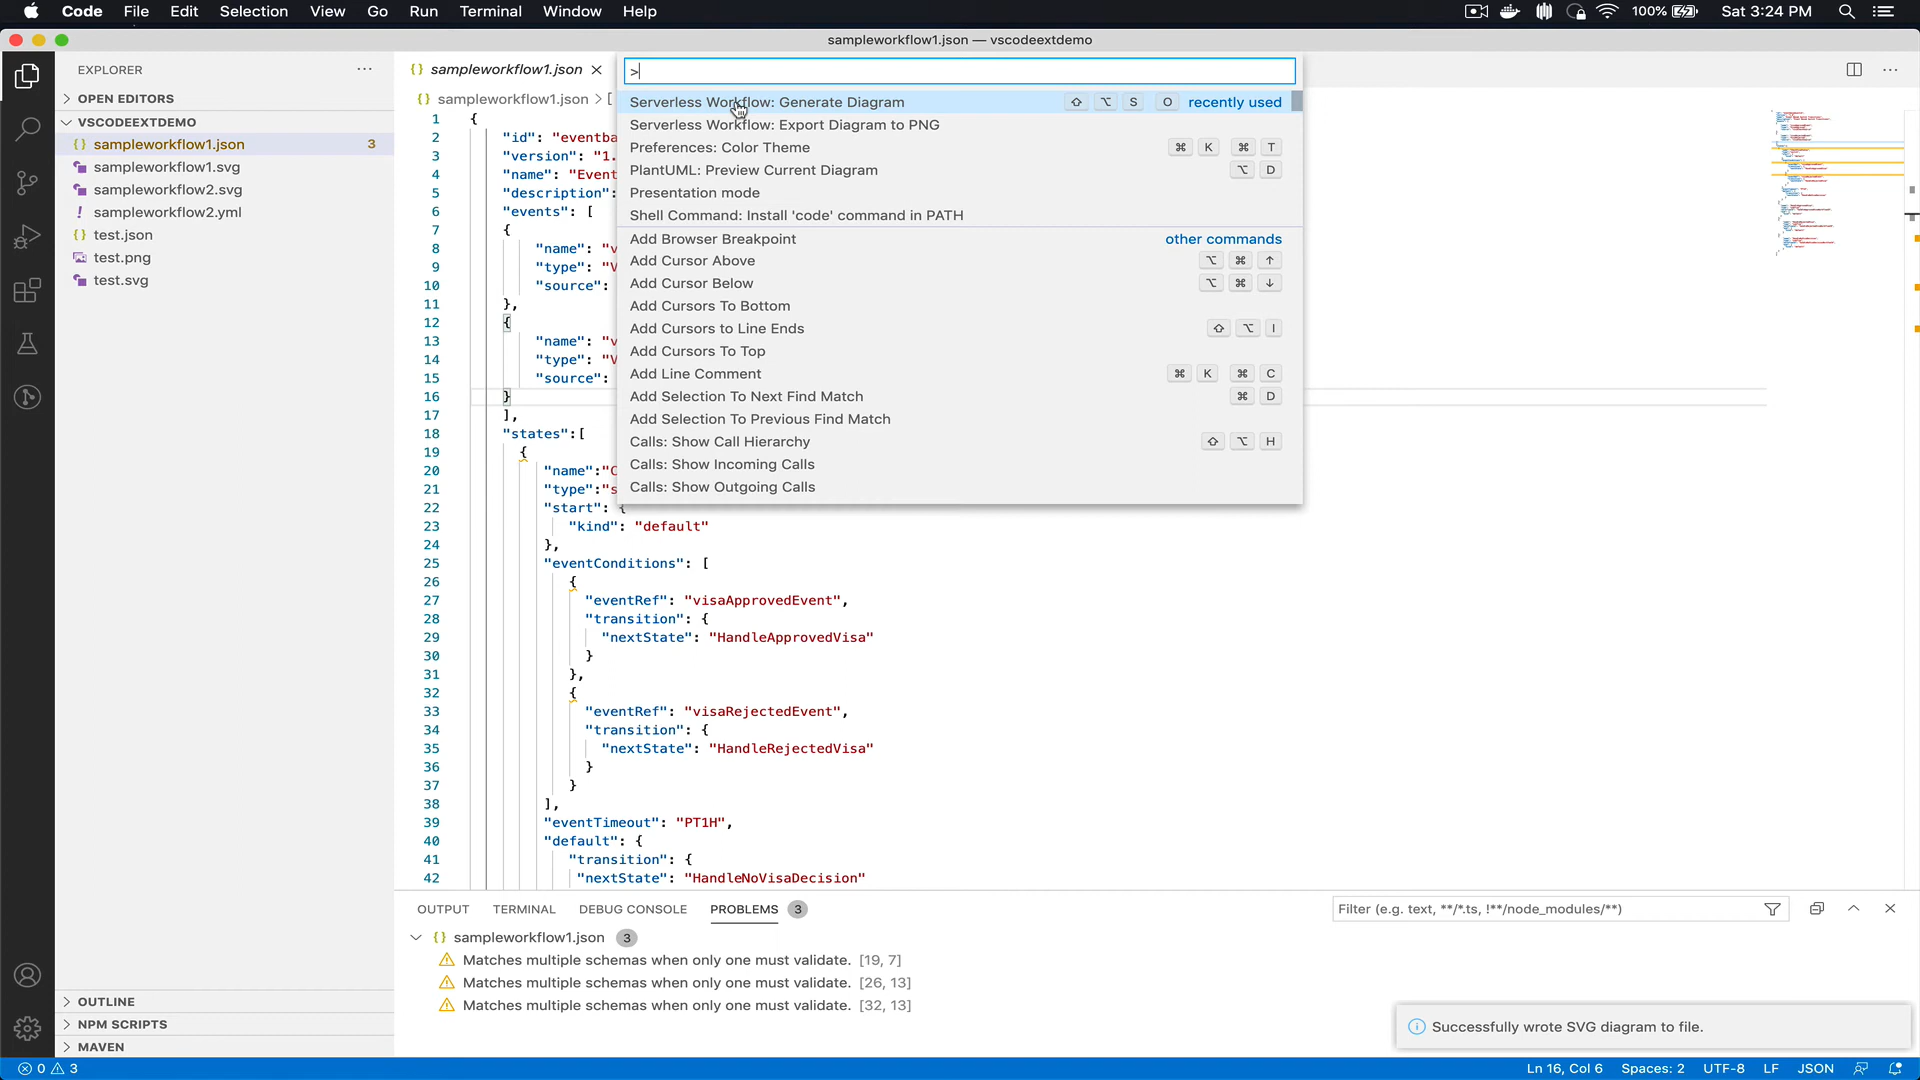 Code File Edit Selection View Go Run Terminal Window Help
100% Sat 3:24 PM
sampleworkflow1.json — vscodeextdemo
EXPLORER ···
OPEN EDITORS
VSCODEEXTDEMO
{} sampleworkflow1.json 3
sampleworkflow1.svg
sampleworkflow2.svg
! sampleworkflow2.yml
{} test.json
test.png
test.svg
OUTLINE
NPM SCRIPTS
MAVEN
{} sampleworkflow1.json ×
{} sampleworkflow1.json > [
>
Serverless Workflow: Generate Diagram ⇧ ⌥ S O recently used
Serverless Workflow: Export Diagram to PNG
Preferences: Color Theme ⌘ K ⌘ T
PlantUML: Preview Current Diagram ⌥ D
Presentation mode
Shell Command: Install 'code' command in PATH
Add Browser Breakpoint other commands
Add Cursor Above ⌥ ⌘ ↑
Add Cursor Below ⌥ ⌘ ↓
Add Cursors To Bottom
Add Cursors to Line Ends ⇧ ⌥ I
Add Cursors To Top
Add Line Comment ⌘ K ⌘ C
Add Selection To Next Find Match ⌘ D
Add Selection To Previous Find Match
Calls: Show Call Hierarchy ⇧ ⌥ H
Calls: Show Incoming Calls
Calls: Show Outgoing Calls
1 {
2 "id": "eventba
3 "version": "1.
4 "name": "Event
5 "description":
6 "events": [
7 {
8 "name": "v
9 "type": "V
10 "source":
11 },
12 {
13 "name": "v
14 "type": "V
15 "source":
16 }
17 ],
18 "states":[
19 {
20 "name":"C
21 "type":"s
22 "start": {
23 "kind": "default"
24 },
25 "eventConditions": [
26 {
27 "eventRef": "visaApprovedEvent",
28 "transition": {
29 "nextState": "HandleApprovedVisa"
30 }
31 },
32 {
33 "eventRef": "visaRejectedEvent",
34 "transition": {
35 "nextState": "HandleRejectedVisa"
36 }
37 }
38 ],
39 "eventTimeout": "PT1H",
40 "default": {
41 "transition": {
42 "nextState": "HandleNoVisaDecision"
OUTPUT TERMINAL DEBUG CONSOLE PROBLEMS 3
Filter (e.g. text, **/*.ts, !**/node_modules/**)
{} sampleworkflow1.json 3
Matches multiple schemas when only one must validate. [19, 7]
Matches multiple schemas when only one must validate. [26, 13]
Matches multiple schemas when only one must validate. [32, 13]
Successfully wrote SVG diagram to file.
0 3
Ln 16, Col 6 Spaces: 2 UTF-8 LF JSON